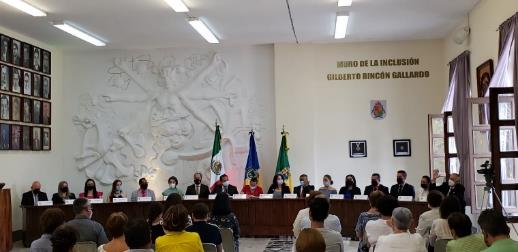 MURO DE LA INCLUSIÓN
GILBERTO RINCÓN GALLARDO